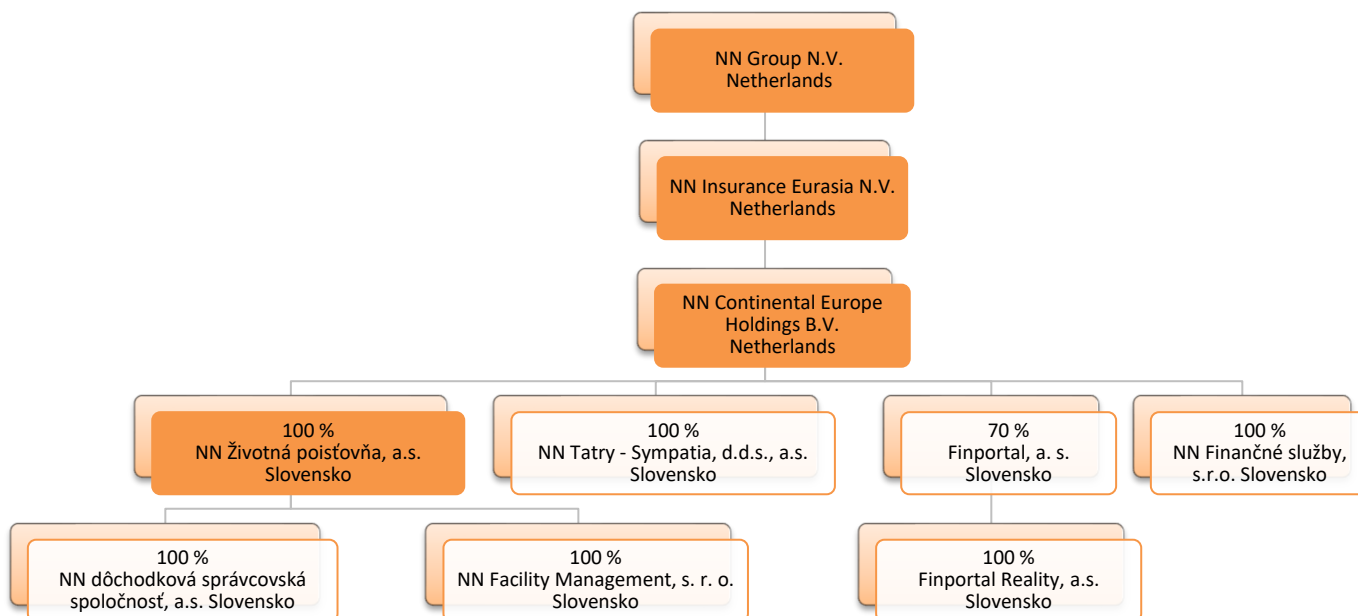 NN Group N.V.
Netherlands
NN Insurance Eurasia N.V.
Netherlands
NN Continental Europe
Holdings B.V.
Netherlands
100 %
NN Životná poisťovňa, a.s.
Slovensko
100 %
NN Tatry - Sympatia, d.d.s., a.s.
Slovensko
70 %
Finportal, a. s.
Slovensko
100 %
NN Finančné služby,
s.r.o. Slovensko
100 %
NN dôchodková správcovská
spoločnosť, a.s. Slovensko
100 %
NN Facility Management, s. r. o.
Slovensko
100 %
Finportal Reality, a.s.
Slovensko